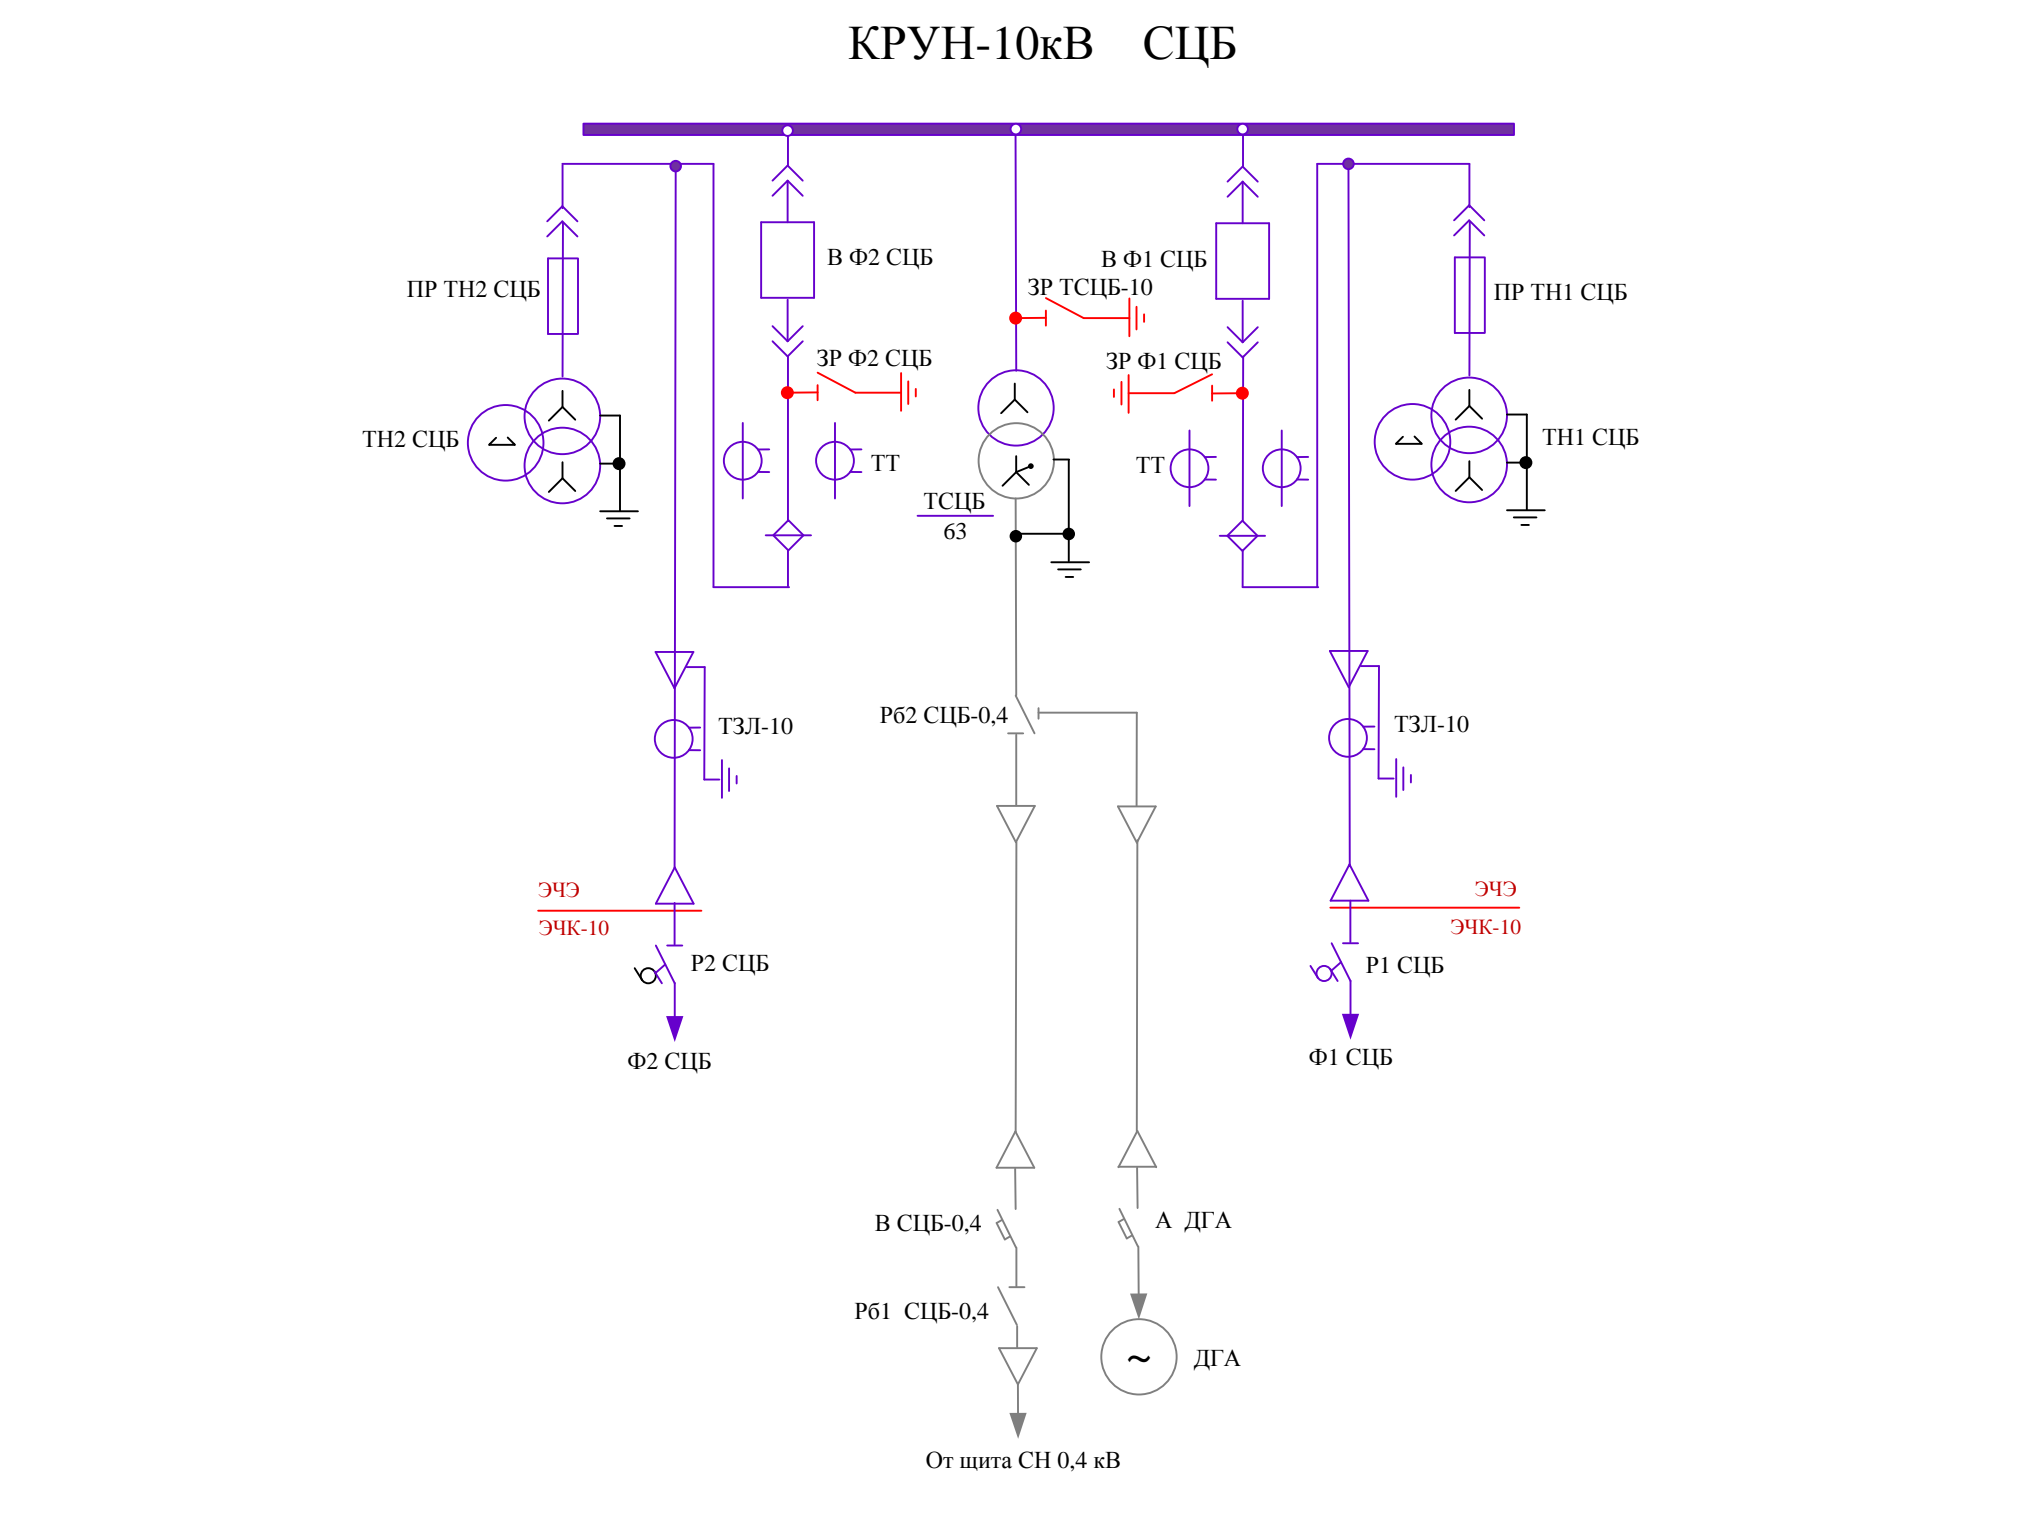 КРУН-10кВ СЦБ
В Ф2 СЦБ
В Ф1 СЦБ
ЗР ТСЦБ-10
ПР ТН2 СЦБ
ПР ТН1 СЦБ
ЗР Ф2 СЦБ
ЗР Ф1 СЦБ
ТН2 СЦБ
ТТ
ТТ
ТН1 СЦБ
ТСЦБ
63
Рб2 СЦБ-0,4
ТЗЛ-10
ТЗЛ-10
ЭЧЭ
ЭЧК-10
ЭЧЭ
ЭЧК-10
Р2 СЦБ
Р1 СЦБ
Ф2 СЦБ
Ф1 СЦБ
В СЦБ-0,4
А ДГА
Рб1 СЦБ-0,4
~
ДГА
От щита СН 0,4 кВ